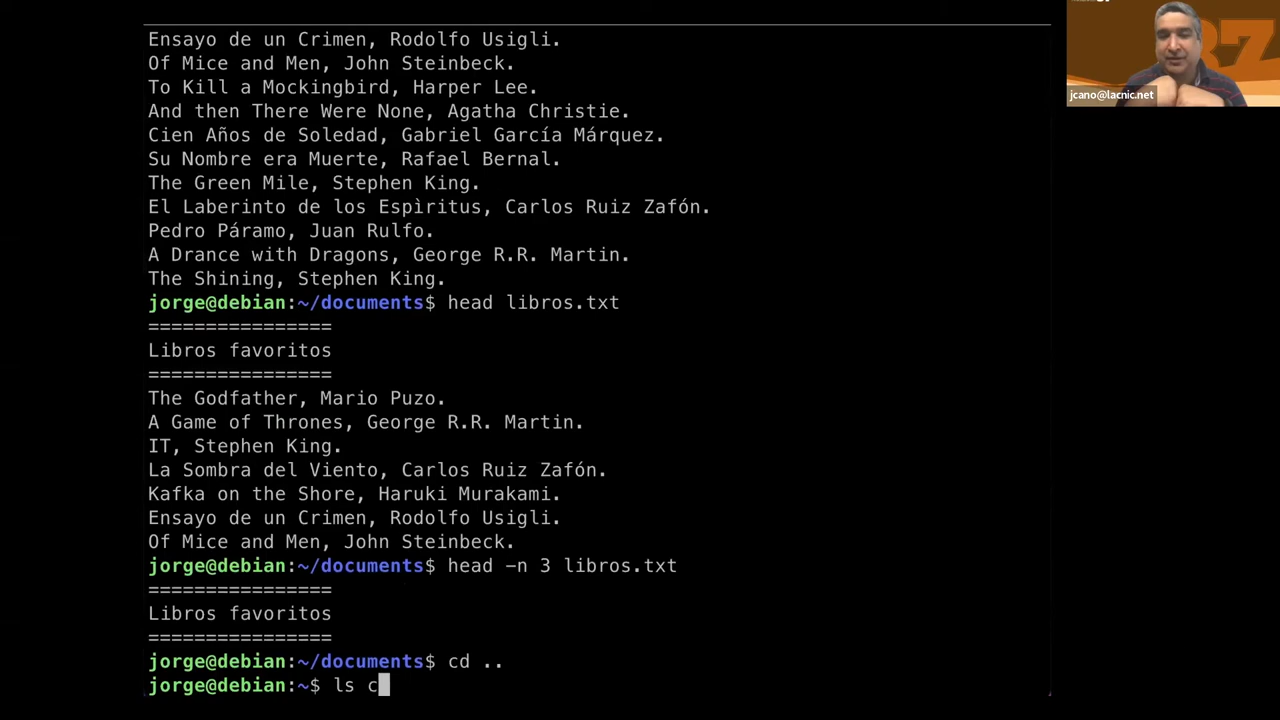 Ensayo de un Crimen, Rodolfo Usigli.
Of Mice and Men, John Steinbeck.
To Kill a Mockingbird, Harper Lee.
And then There Were None, Agatha Christie.
Cien Años de Soledad, Gabriel García Márquez.
Su Nombre era Muerte, Rafael Bernal.
The Green Mile, Stephen King.
El Laberinto de los Espìritus, Carlos Ruiz Zafón.
Pedro Páramo, Juan Rulfo.
A Drance with Dragons, George R.R. Martin.
The Shining, Stephen King.
jorge@debian:~/documents$ head libros.txt
================
Libros favoritos
================
The Godfather, Mario Puzo.
A Game of Thrones, George R.R. Martin.
IT, Stephen King.
La Sombra del Viento, Carlos Ruiz Zafón.
Kafka on the Shore, Haruki Murakami.
Ensayo de un Crimen, Rodolfo Usigli.
Of Mice and Men, John Steinbeck.
jorge@debian:~/documents$ head -n 3 libros.txt
================
Libros favoritos
================
jorge@debian:~/documents$ cd ..
jorge@debian:~$ ls c
jcano@lacnic.net